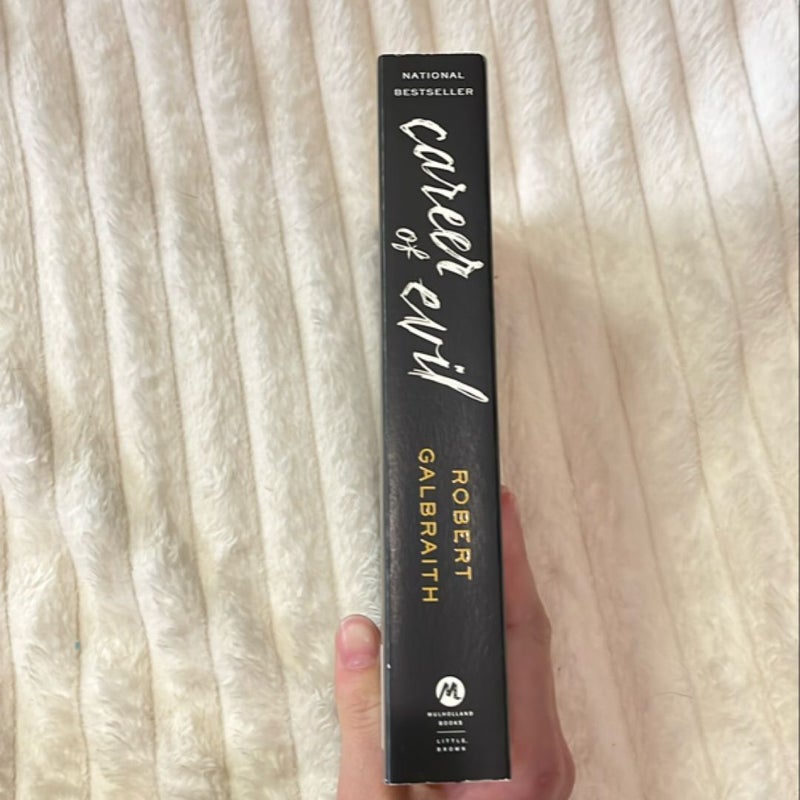 NATIONAL
BESTSELLER
career
of
evil
ROBERT
GALBRAITH
M
MULHOLLAND
BOOKS
LITTLE,
BROWN